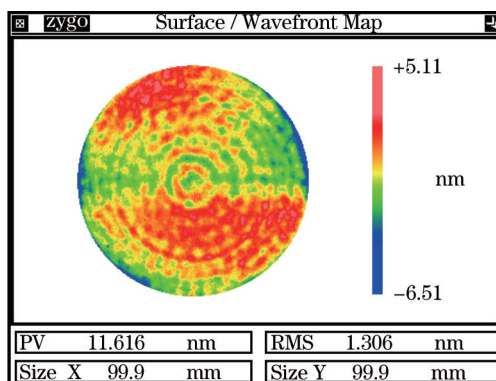 zygo Surface / Wavefront Map
+5.11
nm
−6.51
PV 11.616 nm RMS 1.306 nm
Size X 99.9 mm Size Y 99.9 mm